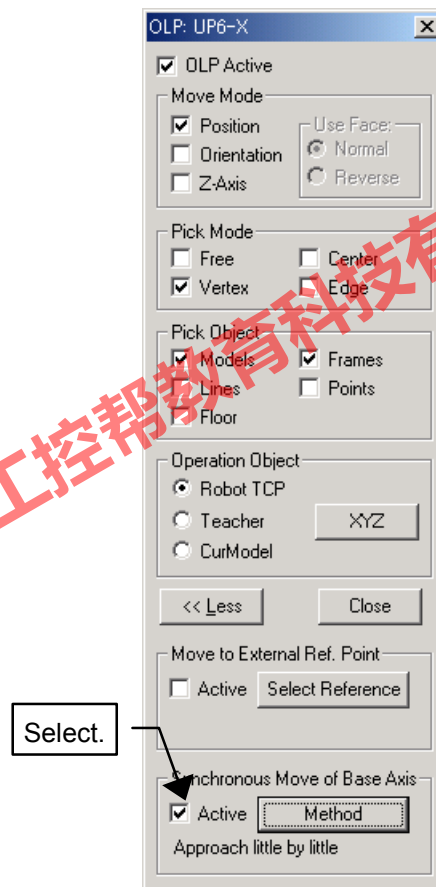 OLP: UP6-X
OLP Active
Move Mode
Position
Orientation
Z-Axis
Use Face:
Normal
Reverse
Pick Mode
Free
Center
Vertex
Edge
Pick Object
Models
Frames
Lines
Points
Floor
Operation Object
Robot TCP
Teacher
XYZ
CurModel
<< Less
Close
Move to External Ref. Point
Active
Select Reference
Select.
Synchronous Move of Base Axis
Active
Method
Approach little by little
工控帮教育科技有